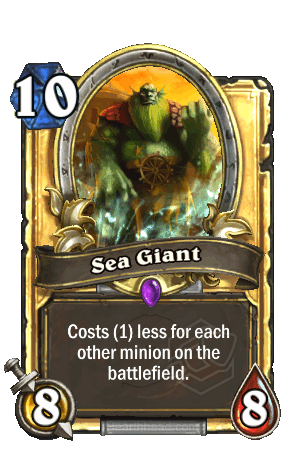 10
Sea Giant
Costs (1) less for each
other minion on the
battlefield.
8
8